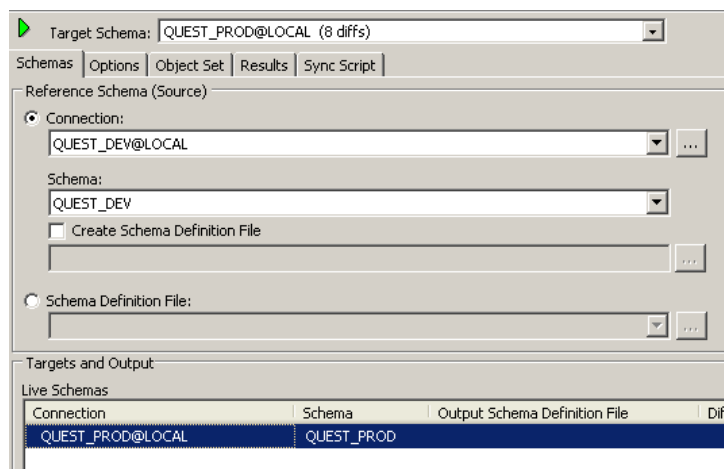 Target Schema: QUEST_PROD@LOCAL (8 diffs)
Schemas Options Object Set Results Sync Script
Reference Schema (Source)
Connection:
QUEST_DEV@LOCAL
...
Schema:
QUEST_DEV
Create Schema Definition File
...
Schema Definition File:
...
Targets and Output
Live Schemas
Connection Schema Output Schema Definition File Dif
QUEST_PROD@LOCAL QUEST_PROD